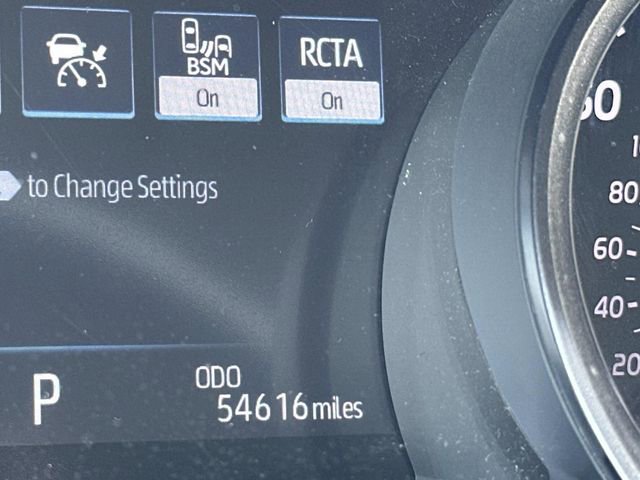 BSM
On
RCTA
On
to Change Settings
80
60
40
20
P
ODO
54616 miles